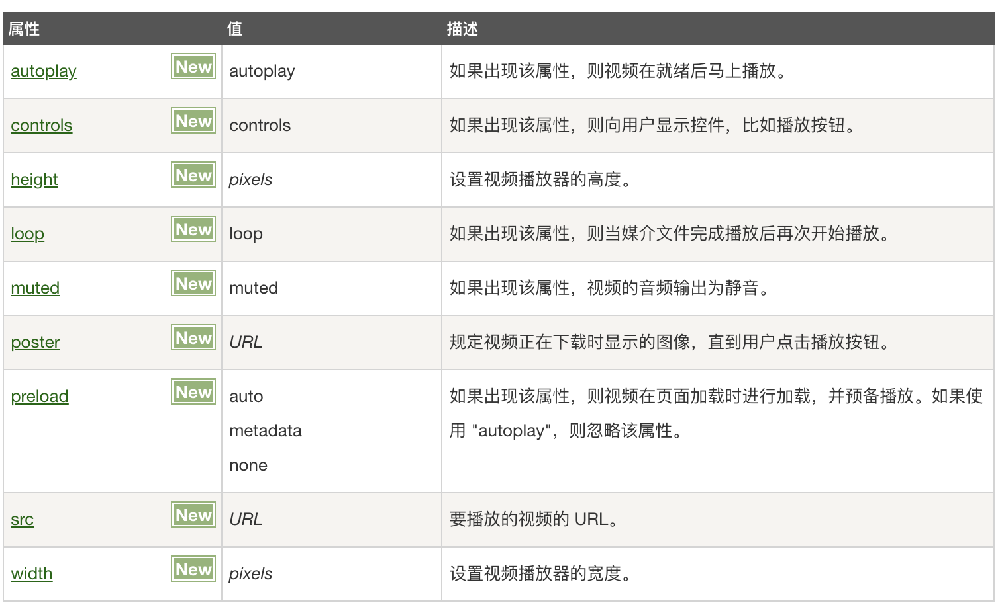 属性 值 描述
autoplay New autoplay 如果出现该属性，则视频在就绪后马上播放。
controls New controls 如果出现该属性，则向用户显示控件，比如播放按钮。
height New pixels 设置视频播放器的高度。
loop New loop 如果出现该属性，则当媒介文件完成播放后再次开始播放。
muted New muted 如果出现该属性，视频的音频输出为静音。
poster New URL 规定视频正在下载时显示的图像，直到用户点击播放按钮。
preload New auto 如果出现该属性，则视频在页面加载时进行加载，并预备播放。如果使
metadata 用 "autoplay"，则忽略该属性。
none
src New URL 要播放的视频的 URL。
width New pixels 设置视频播放器的宽度。